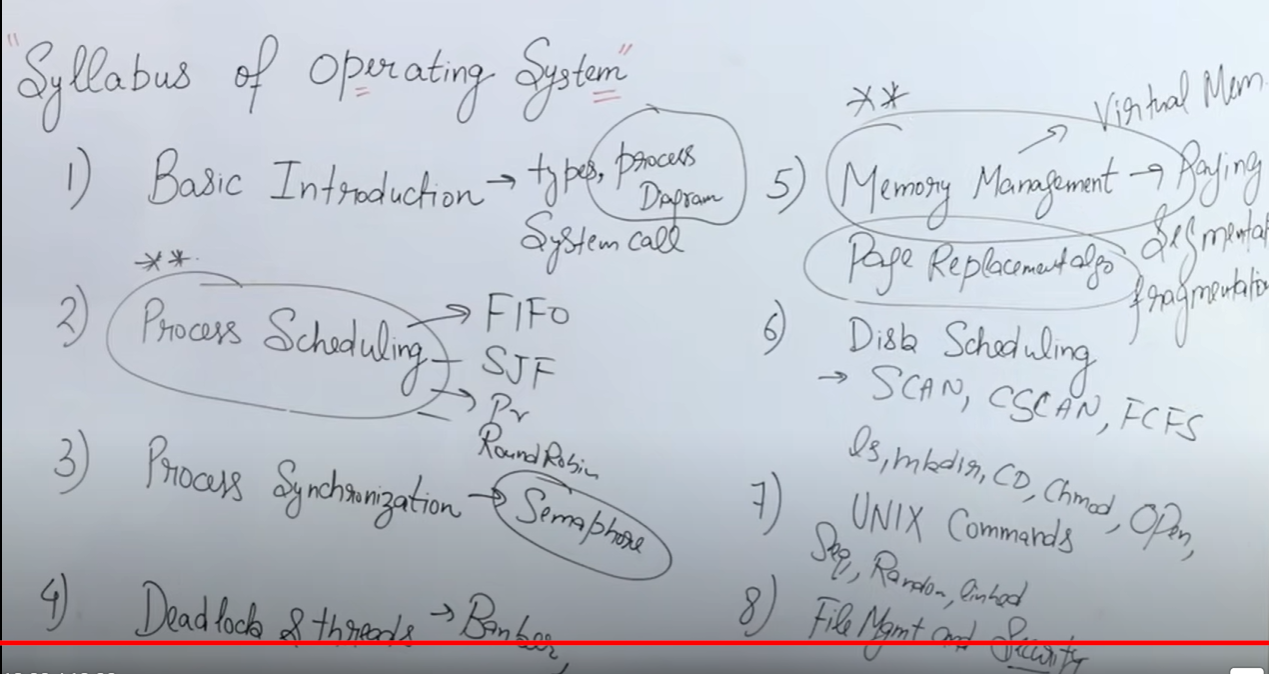 "Syllabus of Operating System"
1) Basic Introduction → types, process
Diagram
System call
**
2) Process Scheduling → FIFO
SJF
→ Pr
Round Robin
3) Process Synchronization → Semaphore
4) Deadlock & threads → Banker,
**
Virtual Mem.
5) Memory Management → Paging
Page Replacement algo
Segmentat
fragmentation
6) Disk Scheduling
→ SCAN, CSCAN, FCFS
ls, mkdir, CD, Chmod, Open,
7) UNIX Commands
Seq, Random, linked
8) File Mgmt and Security